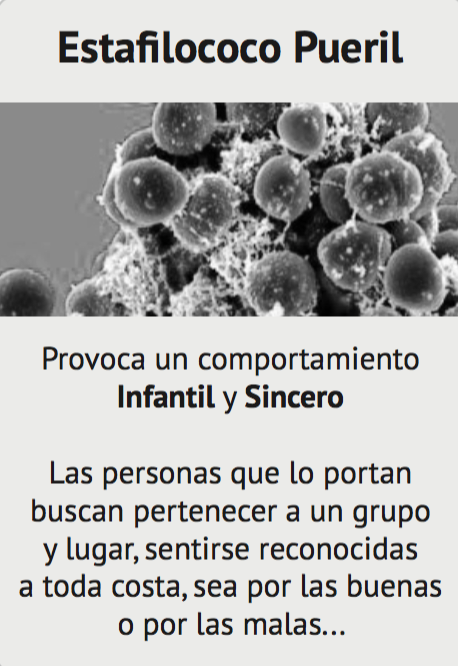 Estafilococo Pueril
Provoca un comportamiento
Infantil y Sincero
Las personas que lo portan
buscan pertenecer a un grupo
y lugar, sentirse reconocidas
a toda costa, sea por las buenas
o por las malas...